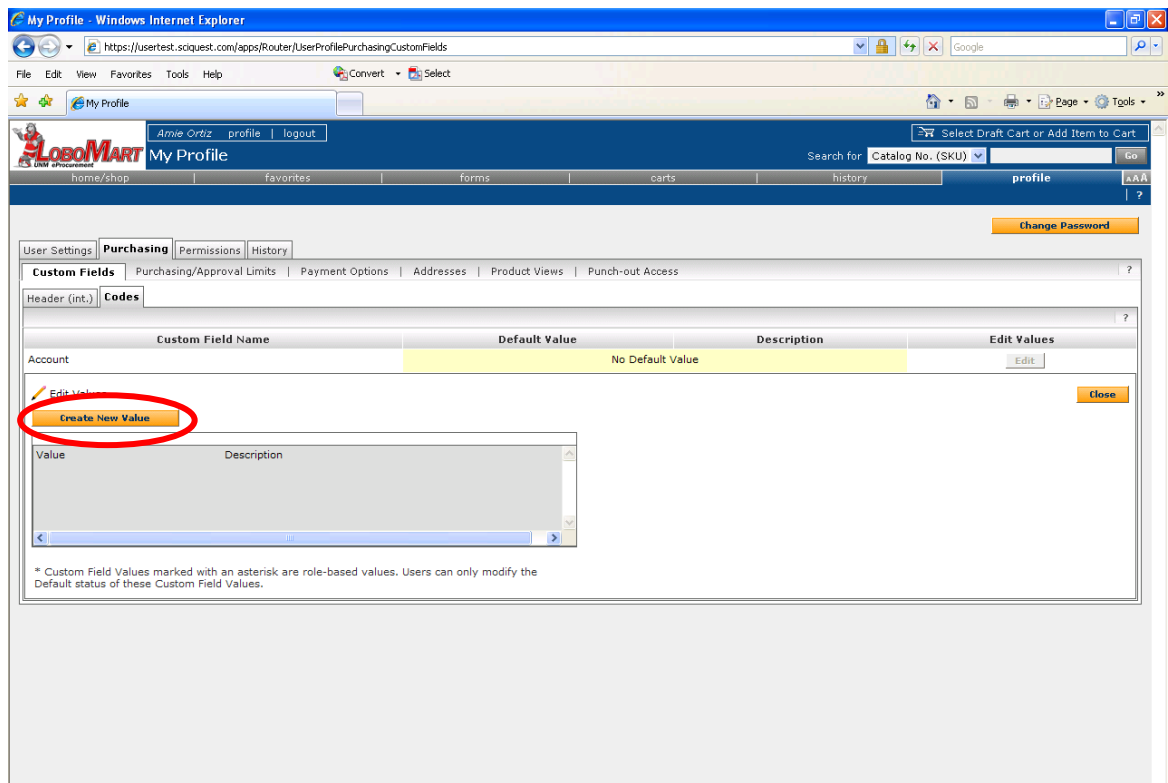 My Profile - Windows Internet Explorer
https://usertest.sciquest.com/apps/Router/UserProfilePurchasingCustomFields
Google
File Edit View Favorites Tools Help Convert Select
My Profile Page Tools
LOBOMART
UNM eProcurement
Amie Ortiz profile | logout
Select Draft Cart or Add Item to Cart
My Profile
Search for Catalog No. (SKU) Go
home/shop | favorites | forms | carts | history | profile AAA
| ?
Change Password
User Settings Purchasing Permissions History
Custom Fields Purchasing/Approval Limits | Payment Options | Addresses | Product Views | Punch-out Access ?
Header (int.) Codes
?
Custom Field Name Default Value Description Edit Values
Account No Default Value Edit
Edit Values Close
Create New Value
Value Description
* Custom Field Values marked with an asterisk are role-based values. Users can only modify the
Default status of these Custom Field Values.